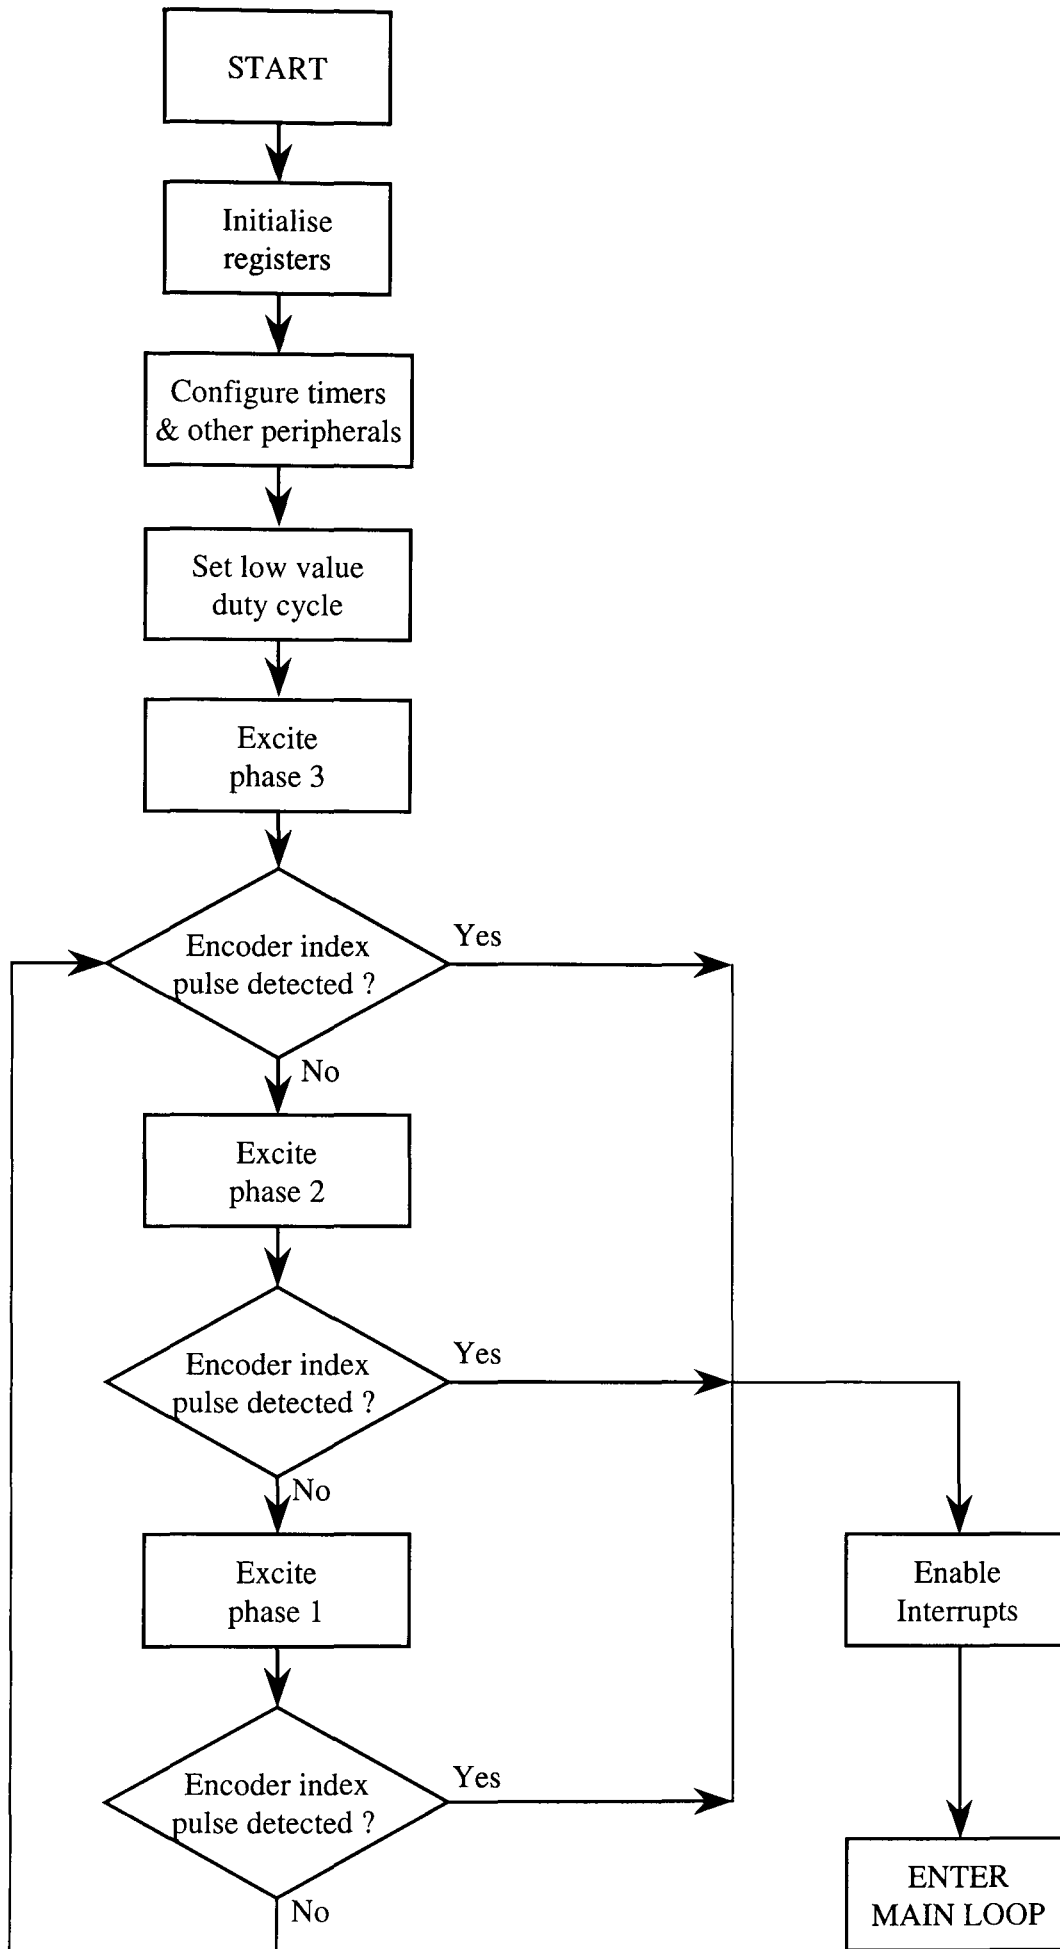 START
Initialise
registers
Configure timers
& other peripherals
Set low value
duty cycle
Excite
phase 3
Encoder index
pulse detected ?
Yes
No
Excite
phase 2
Encoder index
pulse detected ?
Yes
No
Excite
phase 1
Enable
Interrupts
Encoder index
pulse detected ?
Yes
No
ENTER
MAIN LOOP